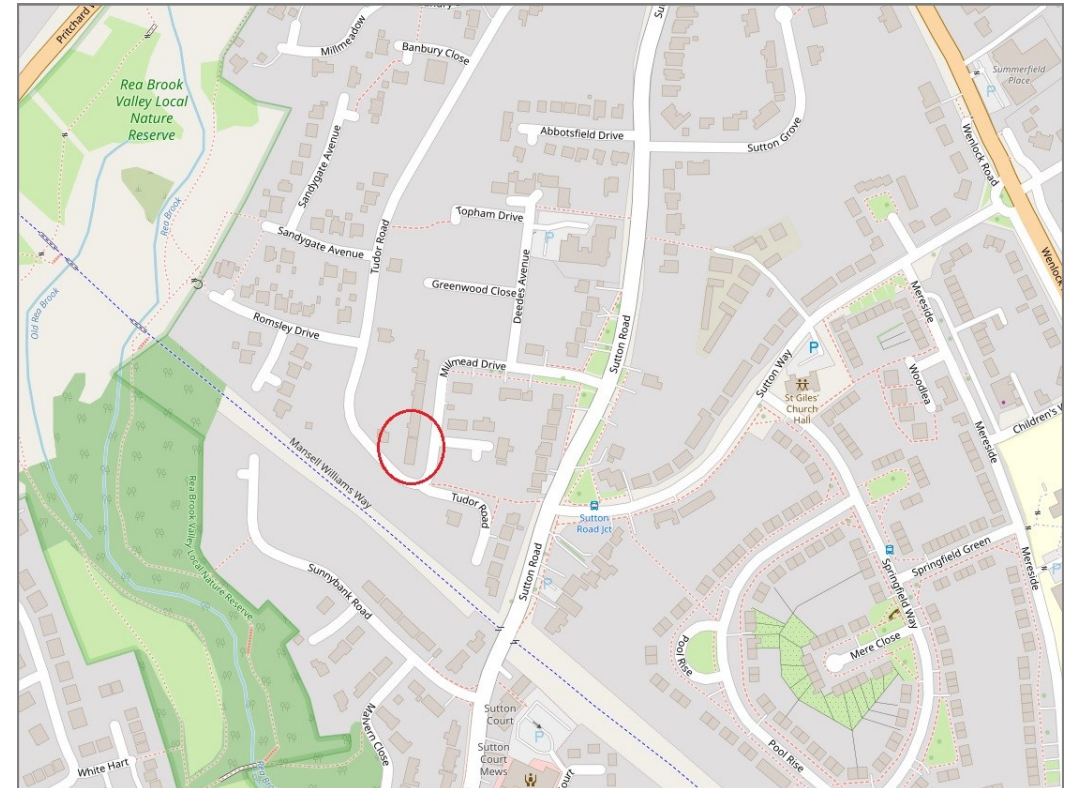 Pritchard
Rea Brook
Valley Local
Nature
Reserve
Millmeadow
Banbury Close
Su
Summerfield
Place
P
Abbotsfield Drive
Sutton Grove
Wenlock Road
Wenlock
Sandygate Avenue
Red Brook
Topham Drive
P
Sandygate Avenue
Tudor Road
Deedes Avenue
Greenwood Close
Old Rea Brook
Romsley Drive
Millmead Drive
Sutton Road
Sutton Way
P
Mereside
Woodlea
St Giles'
Church
Hall
Children's
Mereside
Mansell Williams Way
Tudor Road
Sutton
Road Jct
Rea Brook Valley Local Nature Reserve
Sutton Road
P
Springfield Green
Mereside
P
Springfield Way
Sunnybank Road
Pool Rise
Mere Close
Malvern Close
Sutton
Court
P
Sutton
Court
Mews
ourt
Pool Rise
White Hart
Rea B